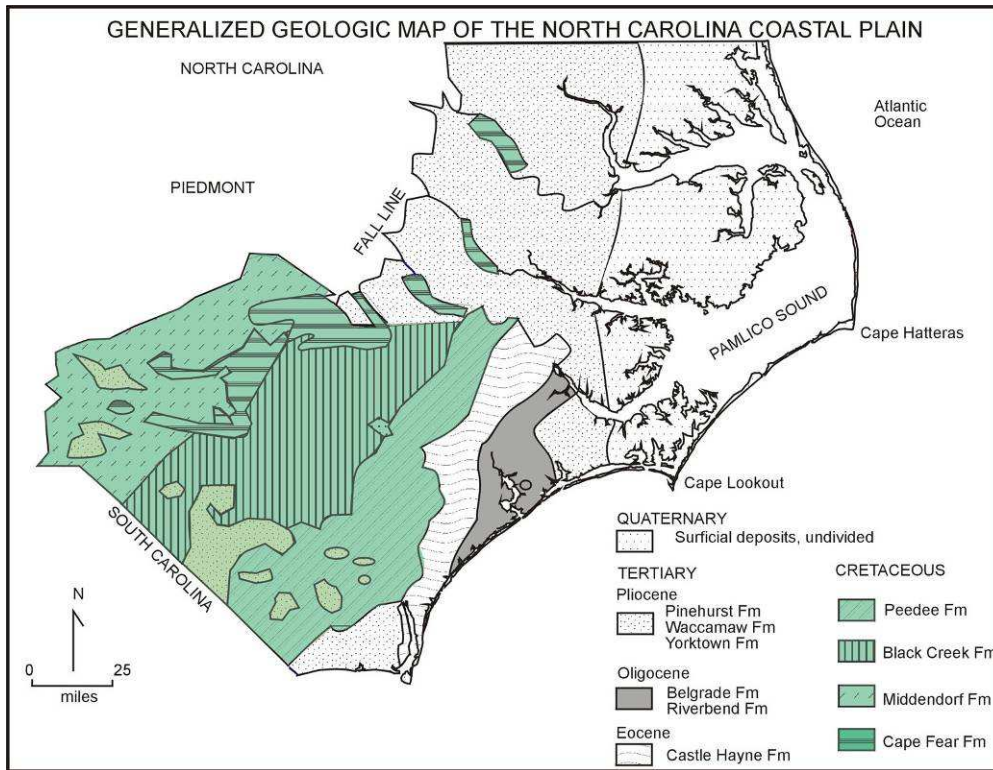 GENERALIZED GEOLOGIC MAP OF THE NORTH CAROLINA COASTAL PLAIN
NORTH CAROLINA
Atlantic
Ocean
PIEDMONT
FALL LINE
PAMLICO SOUND
Cape Hatteras
Cape Lookout
SOUTH CAROLINA
N
0 25
miles
QUATERNARY
Surficial deposits, undivided
TERTIARY
Pliocene
Pinehurst Fm
Waccamaw Fm
Yorktown Fm
Oligocene
Belgrade Fm
Riverbend Fm
Eocene
Castle Hayne Fm
CRETACEOUS
Peedee Fm
Black Creek Fm
Middendorf Fm
Cape Fear Fm